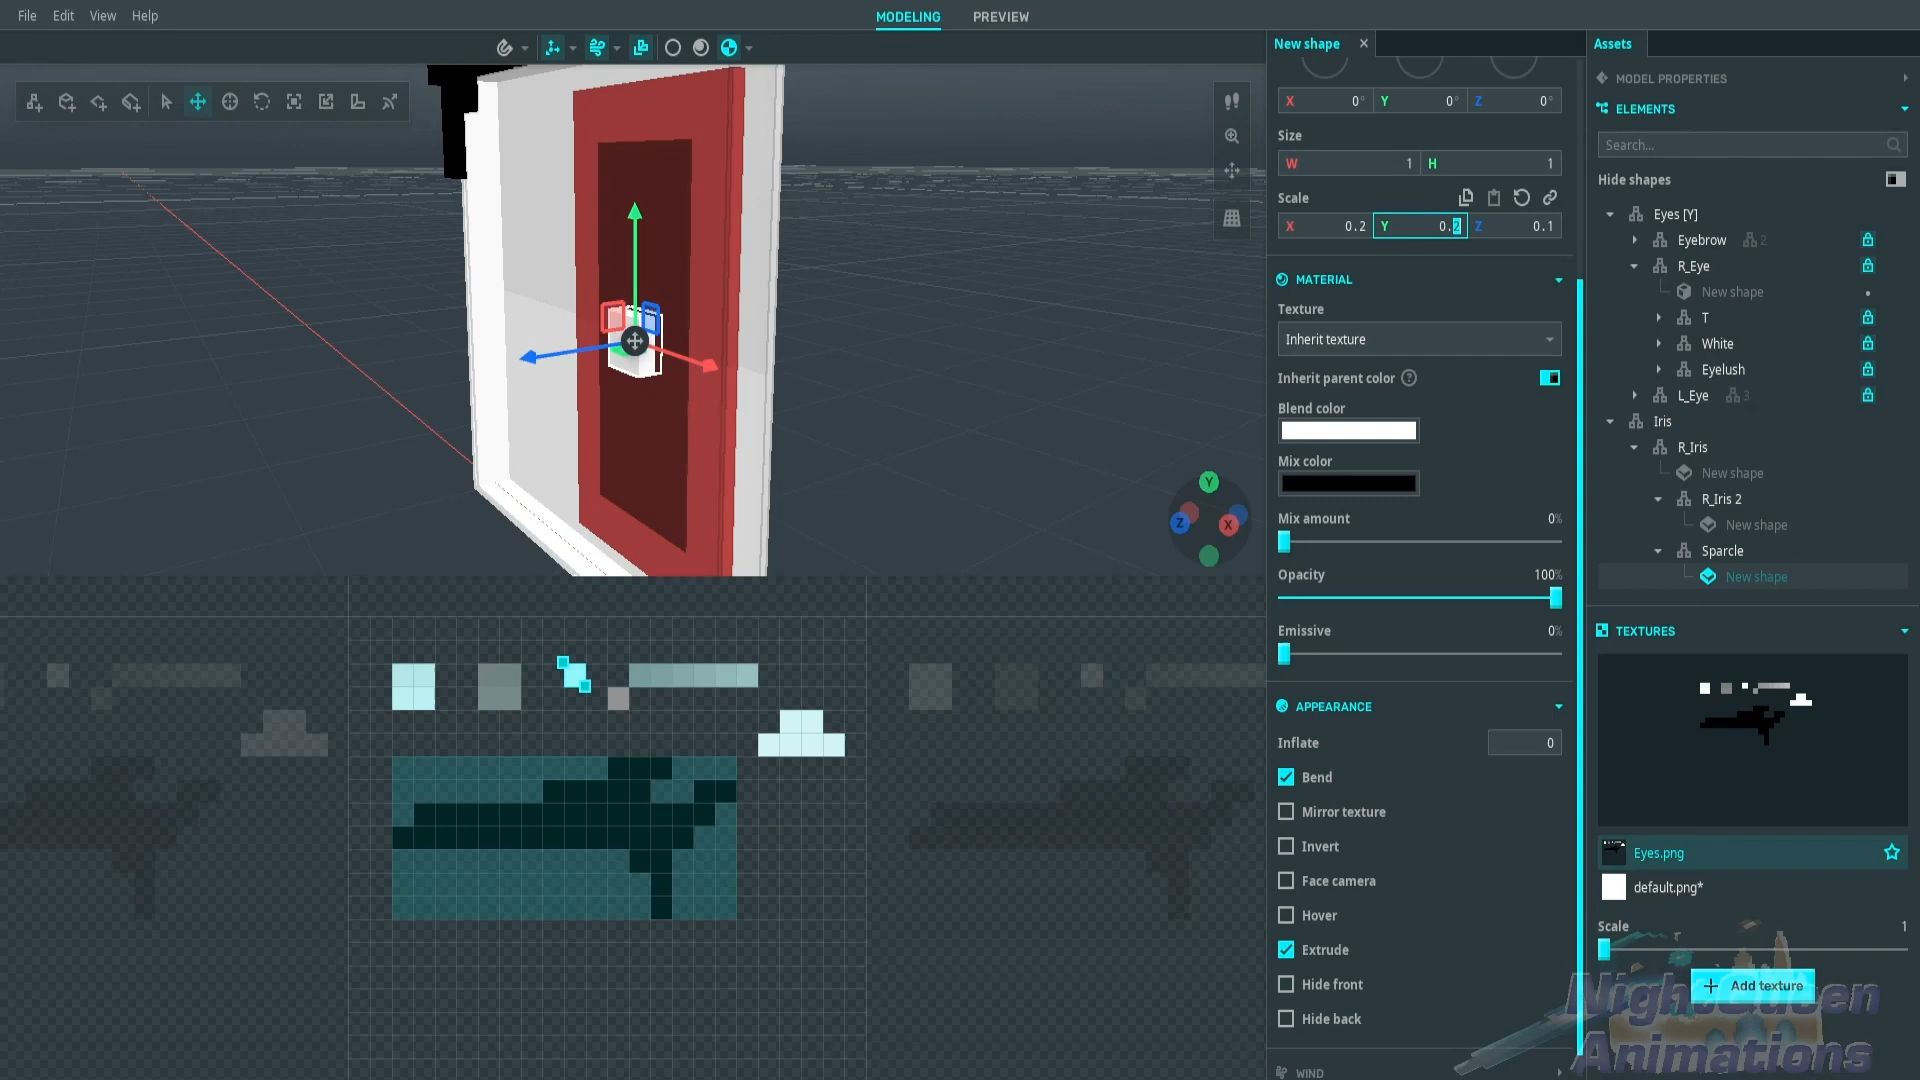 File Edit View Help
MODELING PREVIEW
New shape
Assets
MODEL PROPERTIES
X 0° Y 0° Z 0°
ELEMENTS
Size
Search...
W 1 H 1
Hide shapes
Scale
X 0.2 Y 0.2 Z 0.1
Eyes [Y]
Eyebrow 2
R_Eye
New shape
T
White
Eyelush
L_Eye 3
Iris
R_Iris
New shape
R_Iris 2
New shape
Sparcle
New shape
MATERIAL
Texture
Inherit texture
Inherit parent color ?
Blend color
Mix color
Mix amount 0%
Opacity 100%
Emissive 0%
Y
Z
X
TEXTURES
Eyes.png
default.png*
Scale 1
Add texture
APPEARANCE
Inflate 0
Bend
Mirror texture
Invert
Face camera
Hover
Extrude
Hide front
Hide back
WIND
NightQueen
Animations